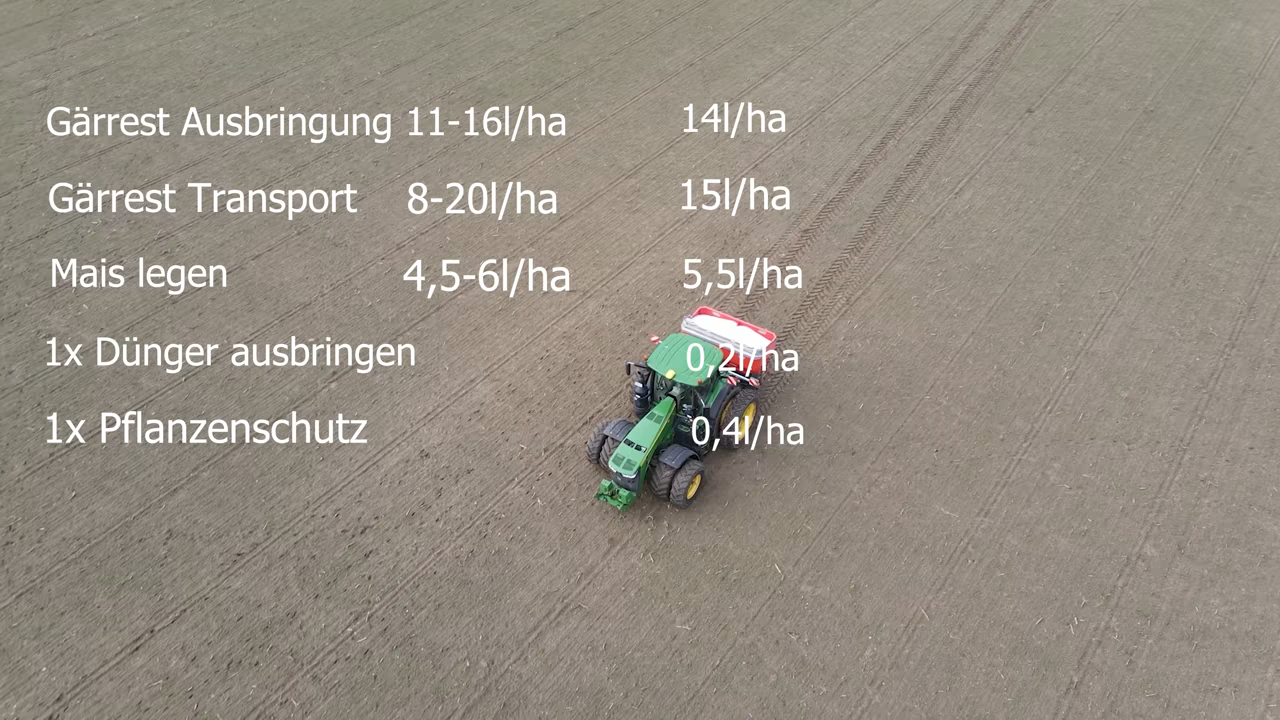 Gärrest Ausbringung 11-16l/ha 14l/ha
Gärrest Transport 8-20l/ha 15l/ha
Mais legen 4,5-6l/ha 5,5l/ha
1x Dünger ausbringen 0,2l/ha
1x Pflanzenschutz 0,4l/ha